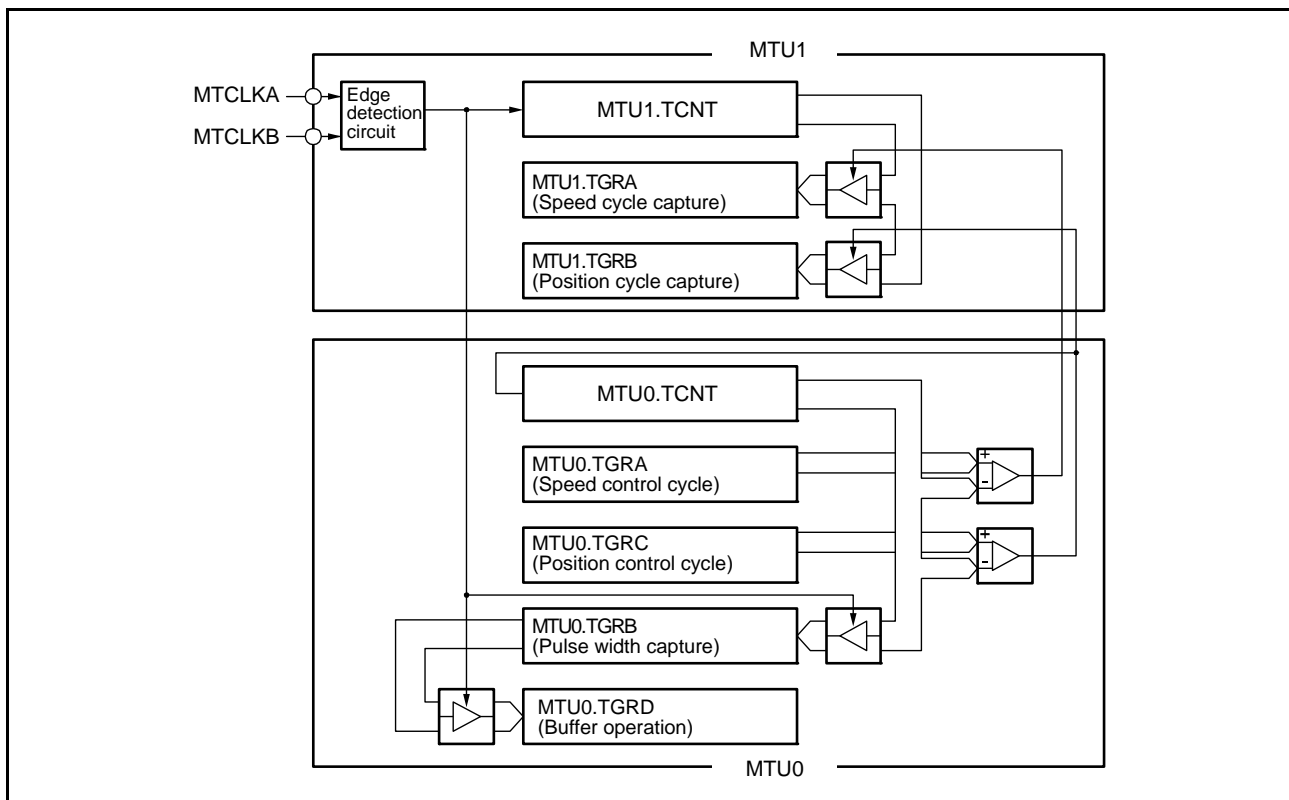 MTU1
MTCLKA
MTCLKB
Edge
detection
circuit
MTU1.TCNT
MTU1.TGRA
(Speed cycle capture)
MTU1.TGRB
(Position cycle capture)
MTU0.TCNT
MTU0.TGRA
(Speed control cycle)
+
-
MTU0.TGRC
(Position control cycle)
+
-
MTU0.TGRB
(Pulse width capture)
MTU0.TGRD
(Buffer operation)
MTU0